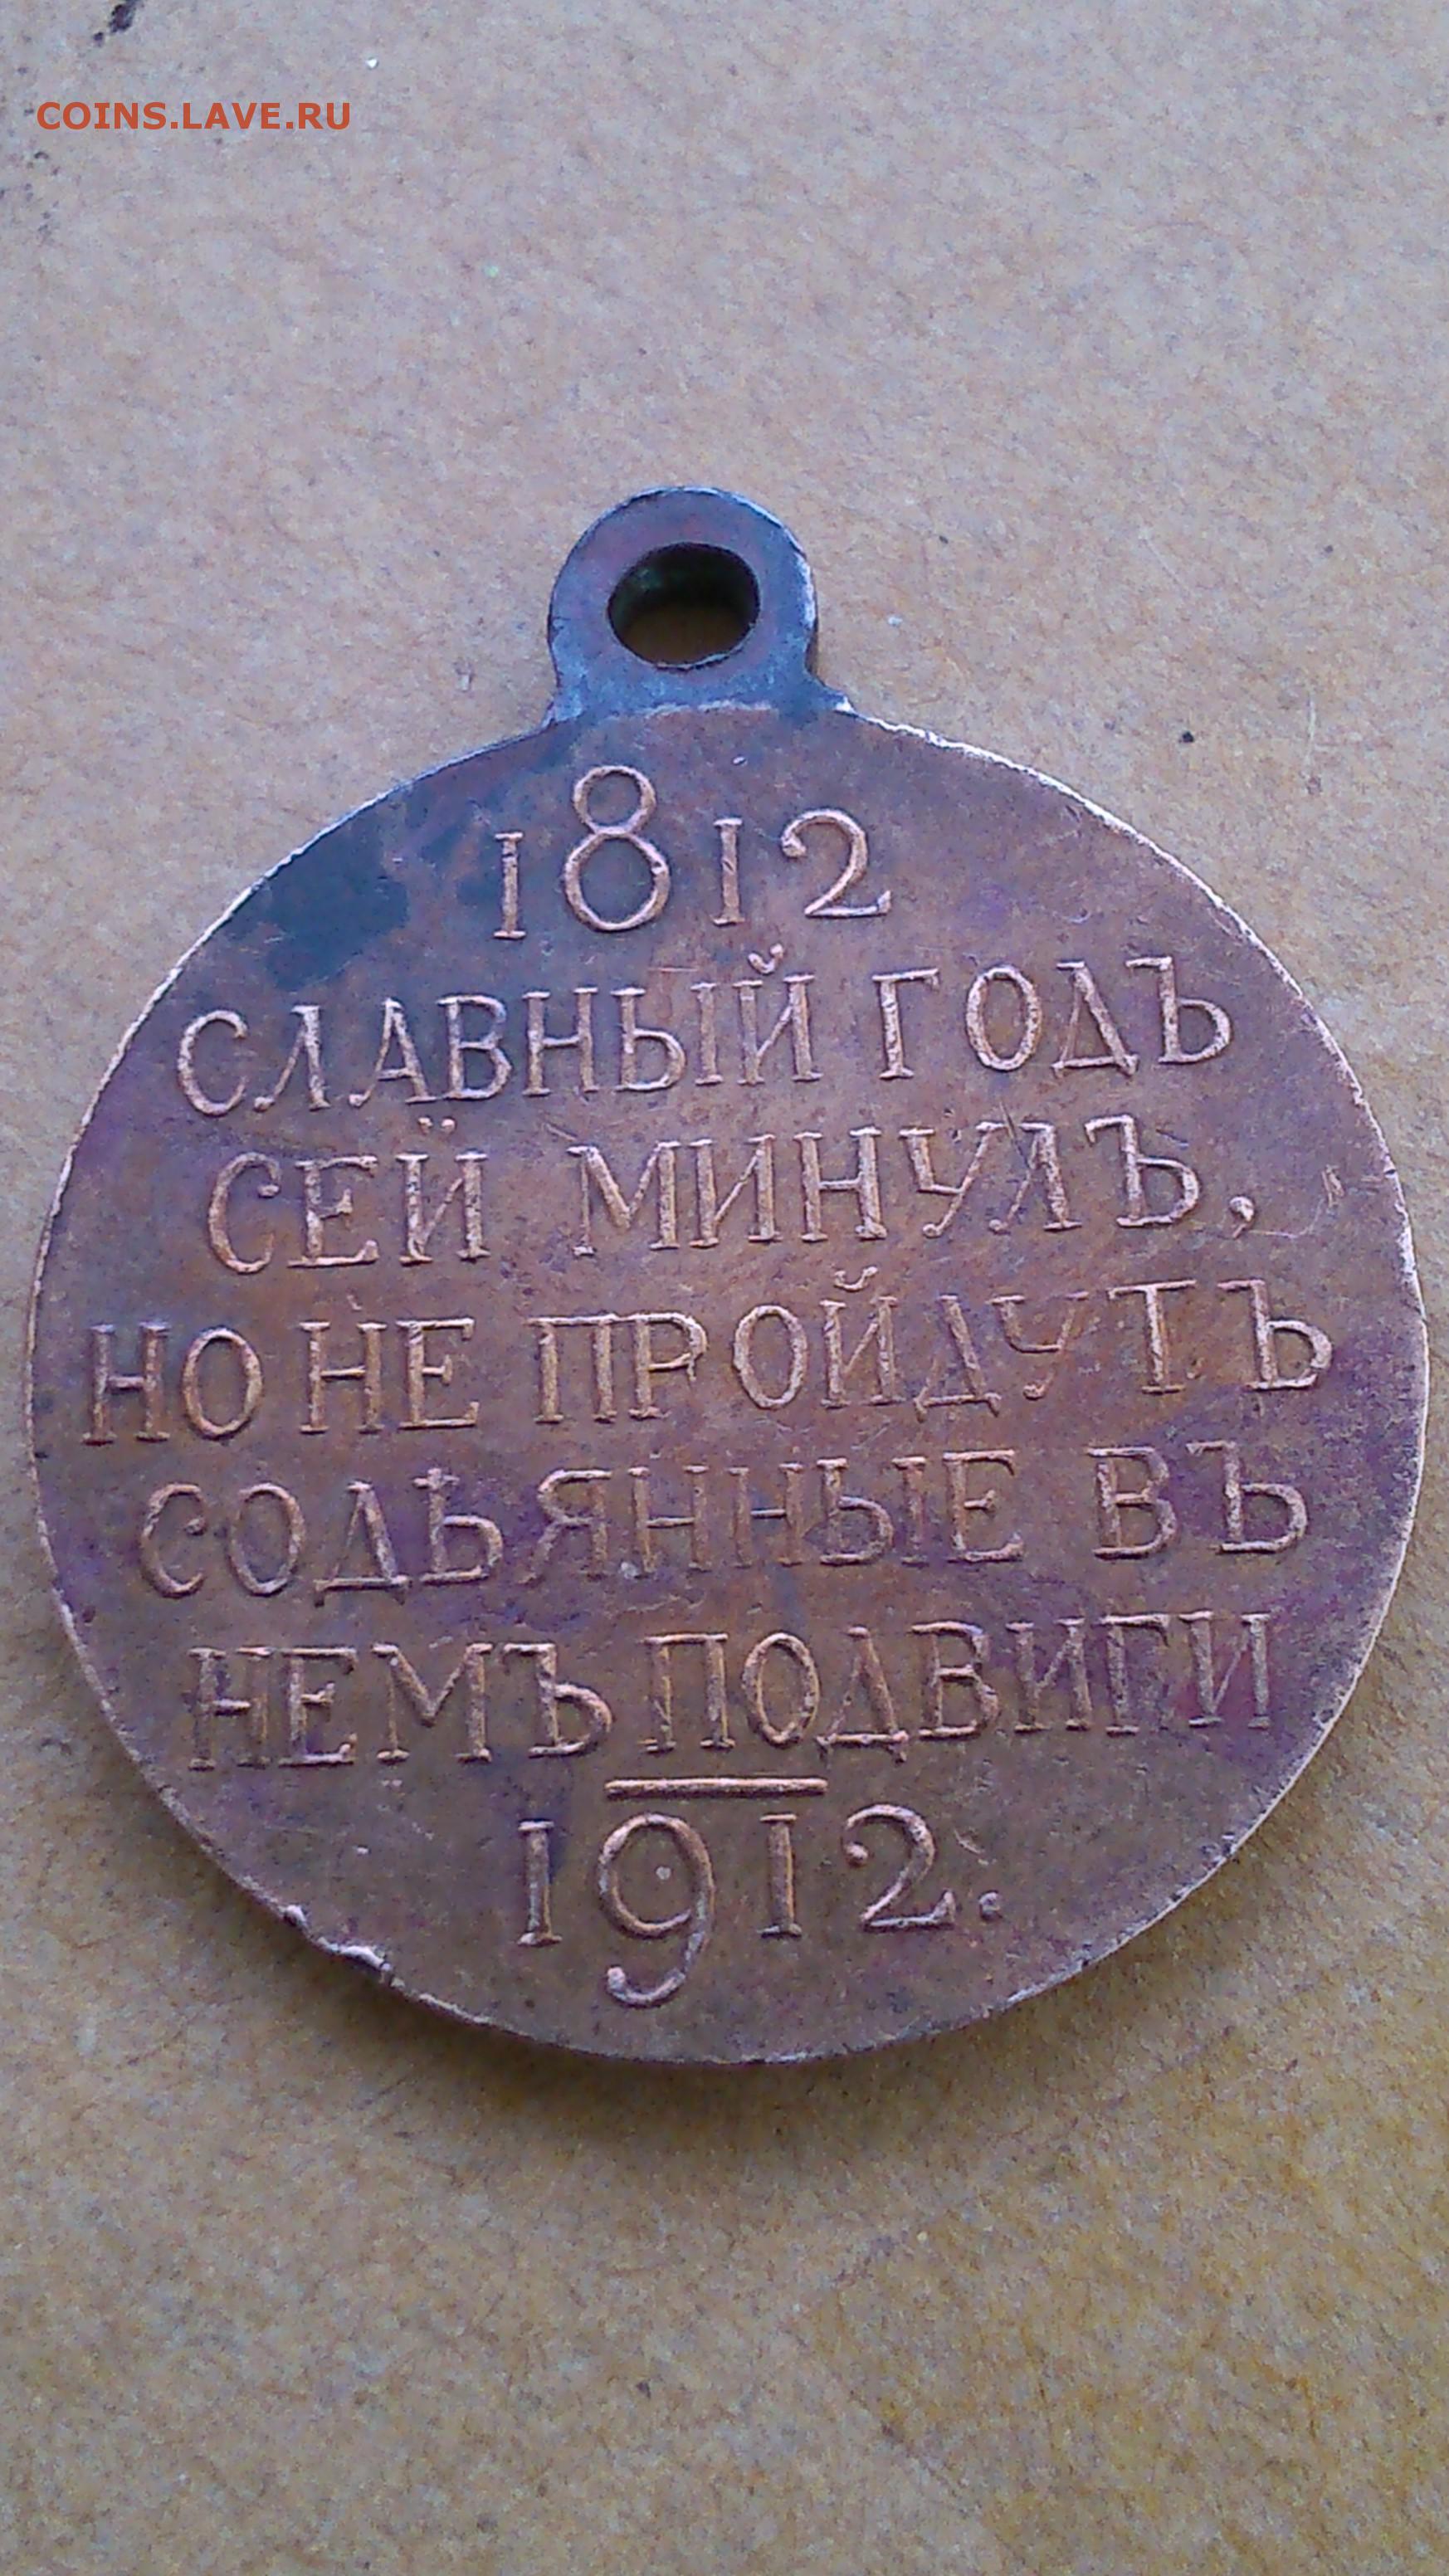 COINS.LAVE.RU
1812
СЛАВНЫЙ ГОДЪ
СЕЙ МИНУЛЪ,
НО НЕ ПРОЙДУТЪ
СОДѢЯННЫЕ ВЪ
НЕМЪ ПОДВИГИ
1912.